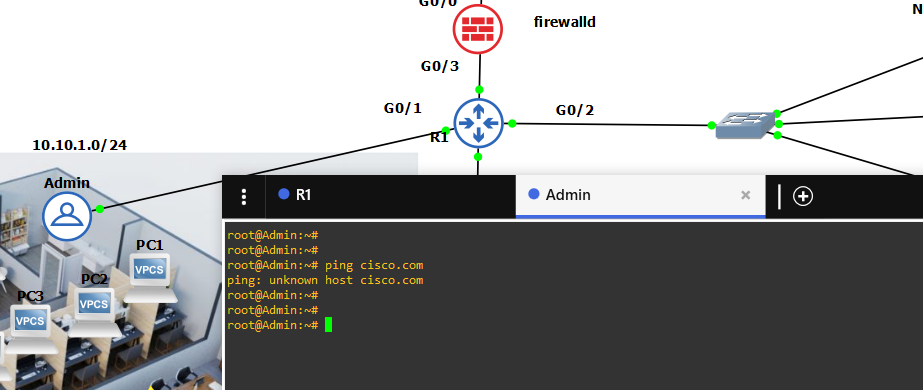 G0/0
N
firewalld
G0/3
G0/1
G0/2
R1
10.10.1.0/24
Admin
R1
Admin
×
root@Admin:~#
root@Admin:~#
root@Admin:~# ping cisco.com
ping: unknown host cisco.com
root@Admin:~#
root@Admin:~#
root@Admin:~#
PC1
VPCS
PC2
VPCS
PC3
VPCS